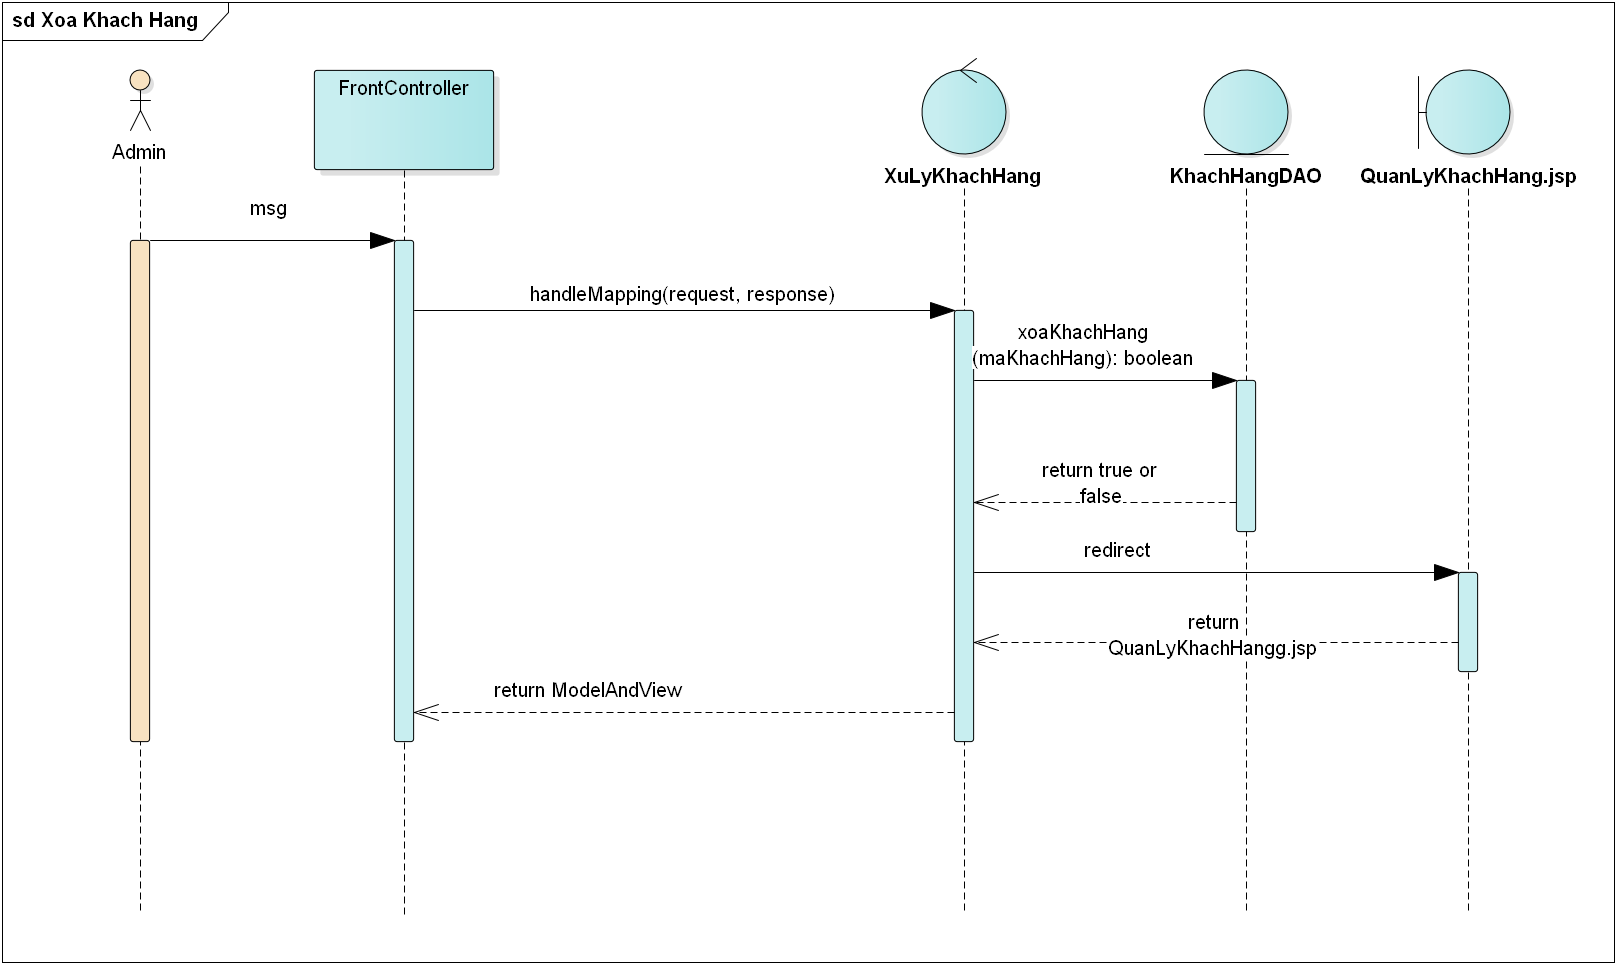 sd Xoa Khach Hang
Admin
FrontController
XuLyKhachHang
KhachHangDAO
QuanLyKhachHang.jsp
msg
handleMapping(request, response)
xoaKhachHang
(maKhachHang): boolean
return true or
false
redirect
return
QuanLyKhachHangg.jsp
return ModelAndView